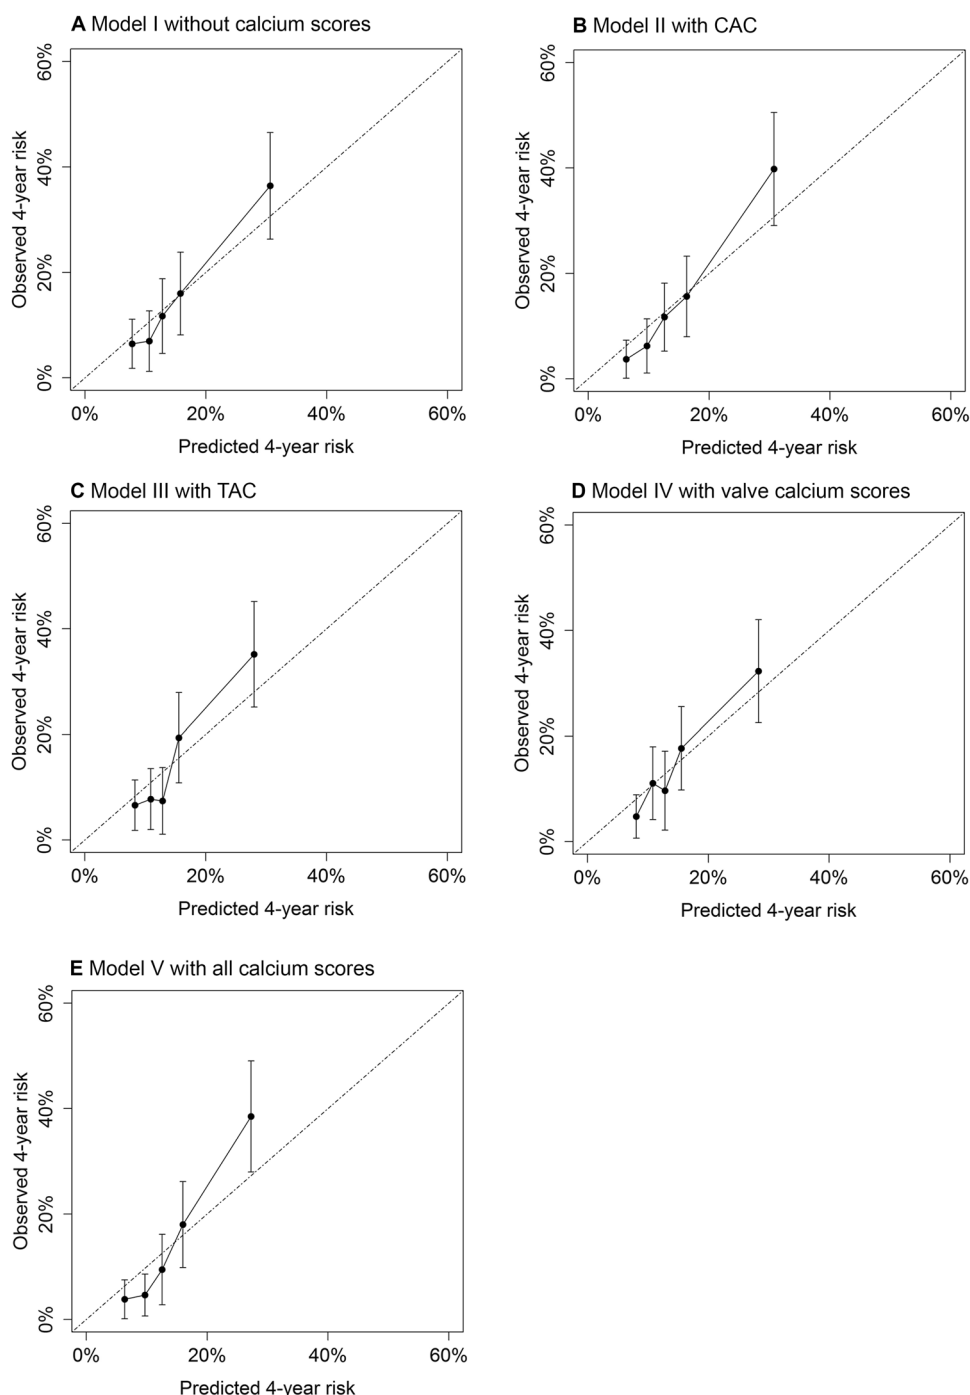 A Model I without calcium scores
Observed 4-year risk
60%
40%
20%
0%
0% 20% 40% 60%
Predicted 4-year risk
B Model II with CAC
Observed 4-year risk
60%
40%
20%
0%
0% 20% 40% 60%
Predicted 4-year risk
C Model III with TAC
Observed 4-year risk
60%
40%
20%
0%
0% 20% 40% 60%
Predicted 4-year risk
D Model IV with valve calcium scores
Observed 4-year risk
60%
40%
20%
0%
0% 20% 40% 60%
Predicted 4-year risk
E Model V with all calcium scores
Observed 4-year risk
60%
40%
20%
0%
0% 20% 40% 60%
Predicted 4-year risk